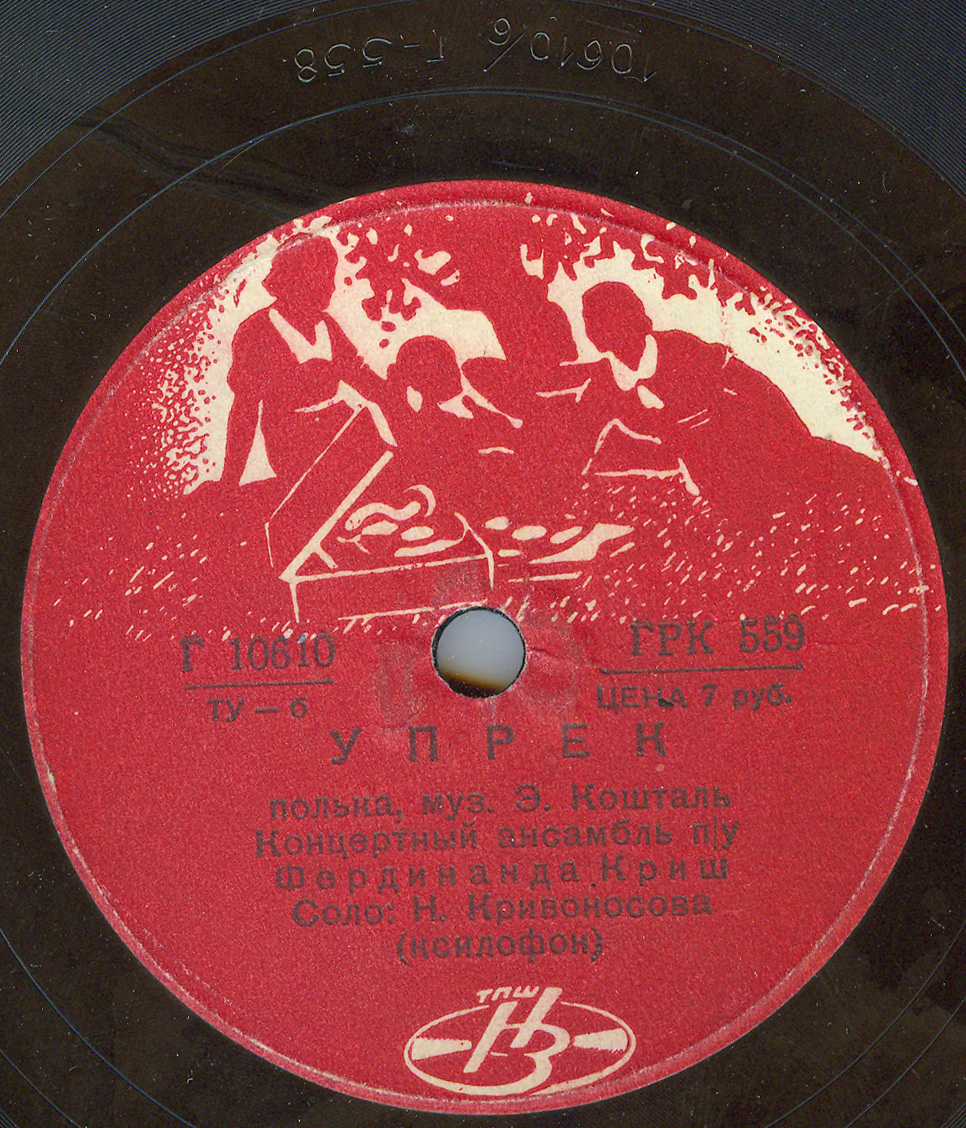 10610/6 Г-558
Г 10610
ГРК 559
ТУ — 6
ЦЕНА 7 руб.
УПРЕК
полька, муз. Э. Кошталь
Концертный ансамбль п/у
Фердинанда Криш
Соло: Н. Кривоносова
(ксилофон)
ТПШ
НЗ